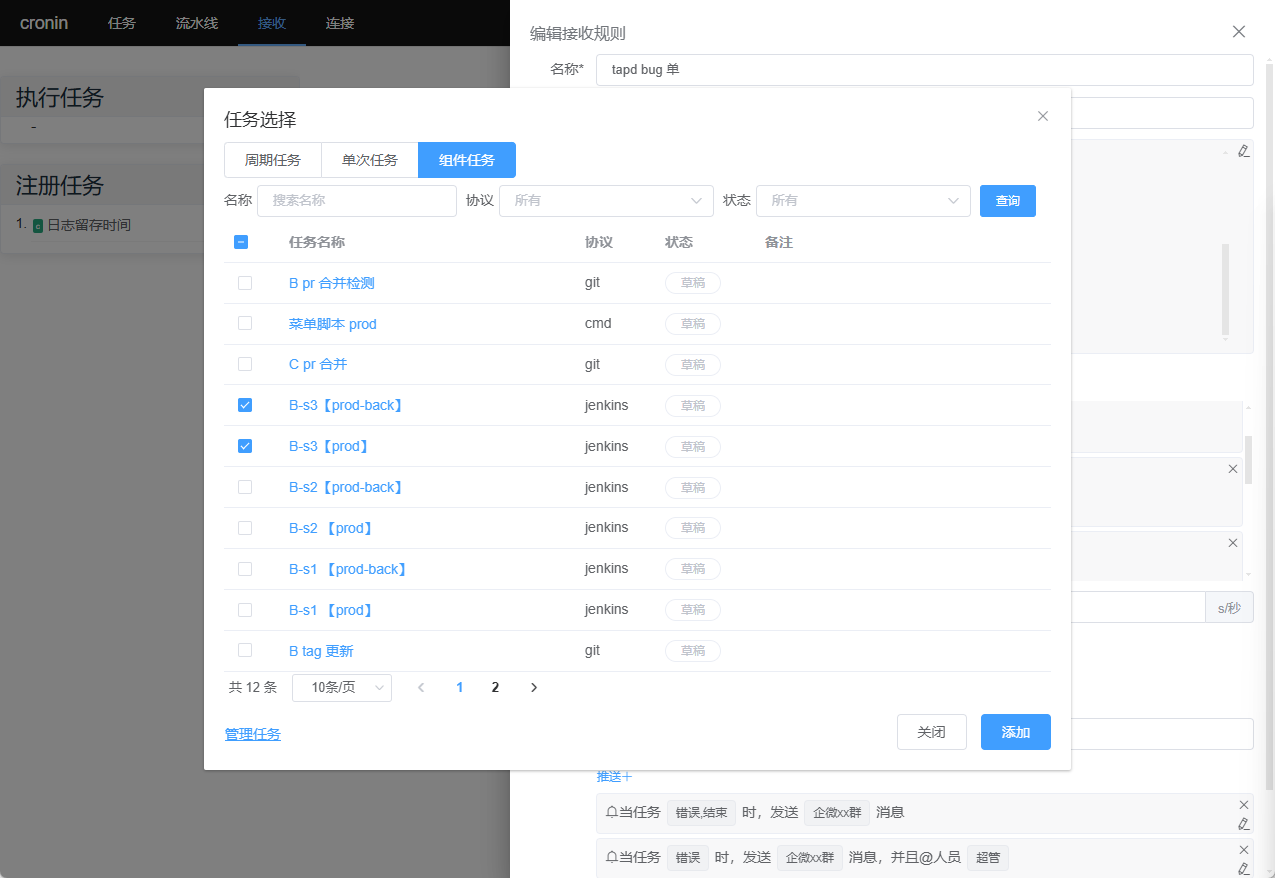 cronin 任务 流水线 接收 连接
编辑接收规则
名称* tapd bug 单
执行任务
-
注册任务
1. c 日志留存时间
任务选择
周期任务 单次任务 组件任务
名称 搜索名称 协议 所有 状态 所有 查询
任务名称 协议 状态 备注
B pr 合并检测 git 草稿
菜单脚本 prod cmd 草稿
C pr 合并 git 草稿
B-s3【prod-back】 jenkins 草稿
B-s3【prod】 jenkins 草稿
B-s2【prod-back】 jenkins 草稿
B-s2 【prod】 jenkins 草稿
B-s1 【prod-back】 jenkins 草稿
B-s1 【prod】 jenkins 草稿
B tag 更新 git 草稿
共 12 条 10条/页 1 2
管理任务 关闭 添加
s/秒
推送+
当任务 错误,结束 时，发送 企微xx群 消息
当任务 错误 时，发送 企微xx群 消息，并且@人员 超管